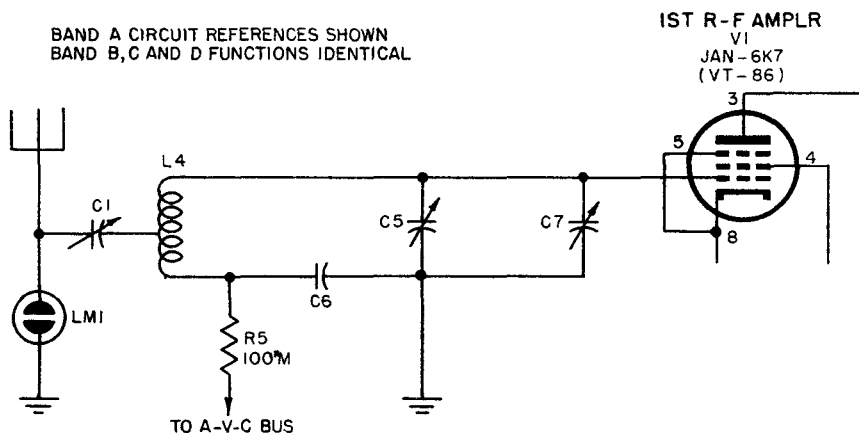 BAND A CIRCUIT REFERENCES SHOWN
BAND B, C AND D FUNCTIONS IDENTICAL
1ST R-F AMPLR
V1
JAN-6K7
(VT-86)
3
5
4
8
L4
C1
C5
C7
C6
LM1
R5
100M
TO A-V-C BUS